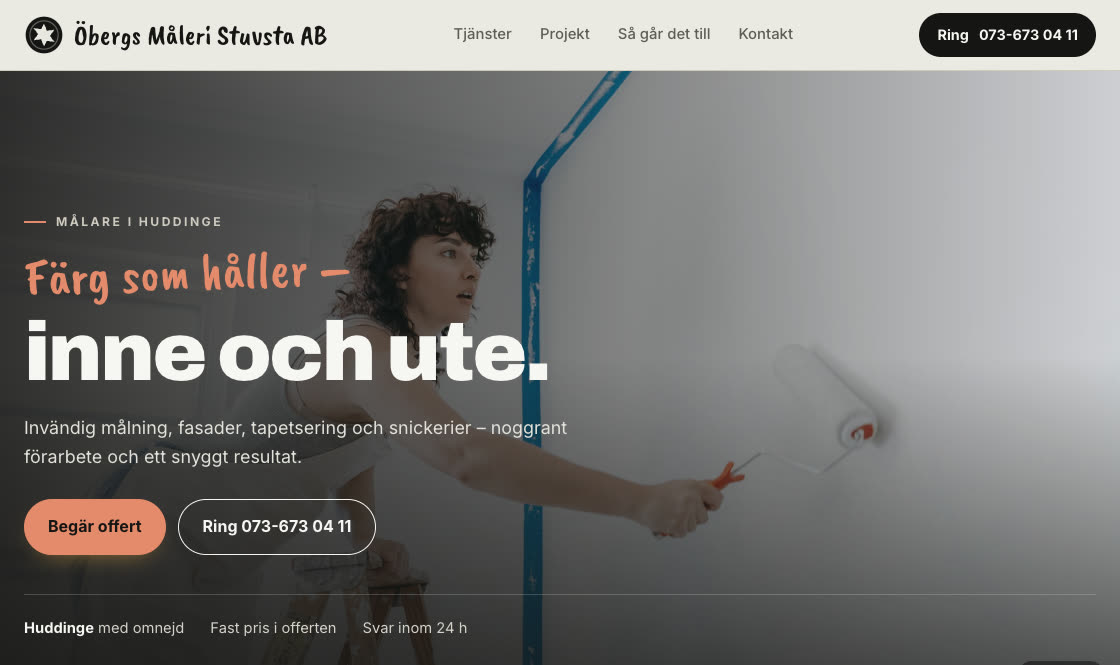 Öbergs Måleri Stuvsta AB
Tjänster Projekt Så går det till Kontakt
Ring 073-673 04 11
MÅLARE I HUDDINGE
Färg som håller –
inne och ute.
Invändig målning, fasader, tapetsering och snickerier – noggrant
förarbete och ett snyggt resultat.
Begär offert
Ring 073-673 04 11
Huddinge med omnejd Fast pris i offerten Svar inom 24 h